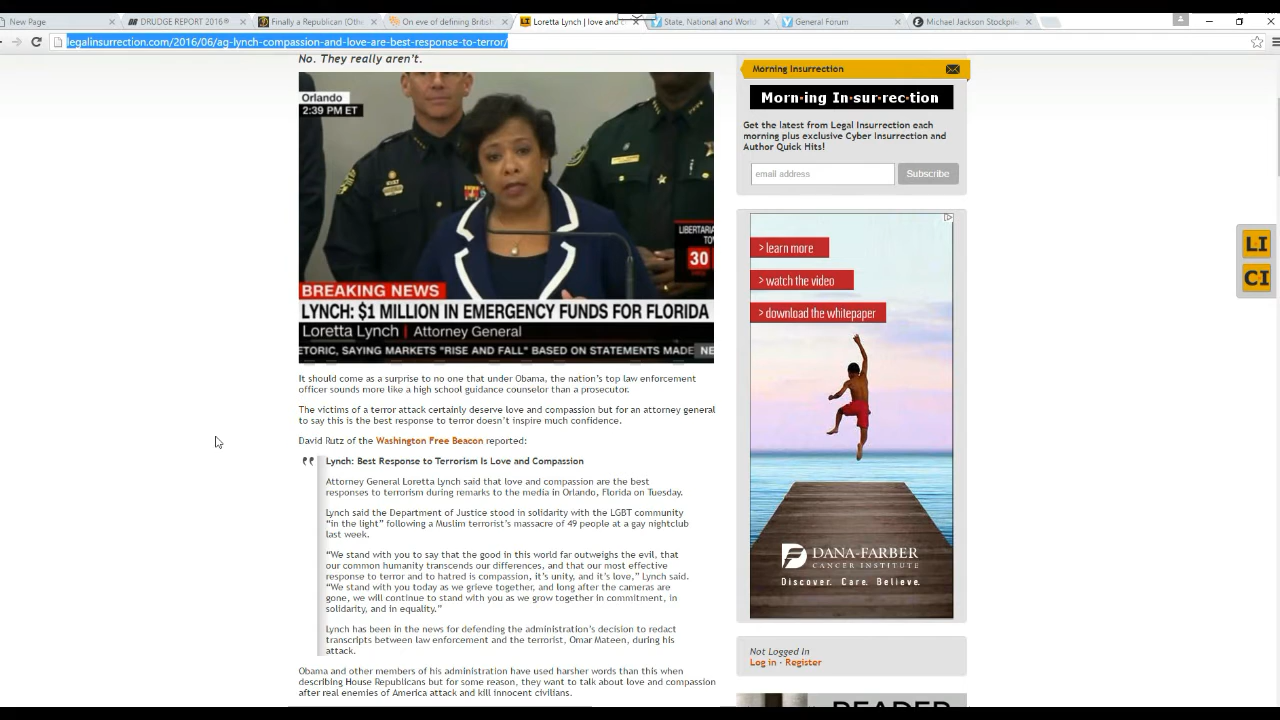 New Page
DRUDGE REPORT 2016®
Finally a Republican [Othe
On eve of defining British
Loretta Lynch | love and c
State, National and World
General Forum
Michael Jackson Stockpile
legalinsurrection.com/2016/06/ag-lynch-compassion-and-love-are-best-response-to-terror/
No. They really aren't.
Orlando
2:39 PM ET
LIBERTARIA
TOW
30
BREAKING NEWS
LYNCH: $1 MILLION IN EMERGENCY FUNDS FOR FLORIDA
Loretta Lynch | Attorney General
ETORIC, SAYING MARKETS "RISE AND FALL" BASED ON STATEMENTS MADE
NE
It should come as a surprise to no one that under Obama, the nation's top law enforcement
officer sounds more like a high school guidance counselor than a prosecutor.
The victims of a terror attack certainly deserve love and compassion but for an attorney general
to say this is the best response to terror doesn't inspire much confidence.
David Rutz of the Washington Free Beacon reported:
Lynch: Best Response to Terrorism Is Love and Compassion
Attorney General Loretta Lynch said that love and compassion are the best
responses to terrorism during remarks to the media in Orlando, Florida on Tuesday.
Lynch said the Department of Justice stood in solidarity with the LGBT community
"in the light" following a Muslim terrorist's massacre of 49 people at a gay nightclub
last week.
"We stand with you to say that the good in this world far outweighs the evil, that
our common humanity transcends our differences, and that our most effective
response to terror and to hatred is compassion, it's unity, and it's love," Lynch said.
"We stand with you today as we grieve together, and long after the cameras are
gone, we will continue to stand with you as we grow together in commitment, in
solidarity, and in equality."
Lynch has been in the news for defending the administration's decision to redact
transcripts between law enforcement and the terrorist, Omar Mateen, during his
attack.
Obama and other members of his administration have used harsher words than this when
describing House Republicans but for some reason, they want to talk about love and compassion
after real enemies of America attack and kill innocent civilians.
Morning Insurrection
Morn·ing In·sur·rec·tion
Get the latest from Legal Insurrection each
morning plus exclusive Cyber Insurrection and
Author Quick Hits!
email address
Subscribe
> learn more
> watch the video
> download the whitepaper
DANA-FARBER
CANCER INSTITUTE
Discover. Care. Believe.
Not Logged In
Log in · Register
READER
LI
CI